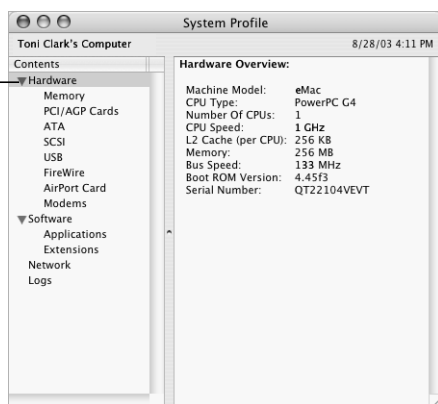 System Profile
Toni Clark's Computer 8/28/03 4:11 PM
Contents
Hardware
Memory
PCI/AGP Cards
ATA
SCSI
USB
FireWire
AirPort Card
Modems
Software
Applications
Extensions
Network
Logs
Hardware Overview:
Machine Model: eMac
CPU Type: PowerPC G4
Number Of CPUs: 1
CPU Speed: 1 GHz
L2 Cache (per CPU): 256 KB
Memory: 256 MB
Bus Speed: 133 MHz
Boot ROM Version: 4.45f3
Serial Number: QT22104VEVT